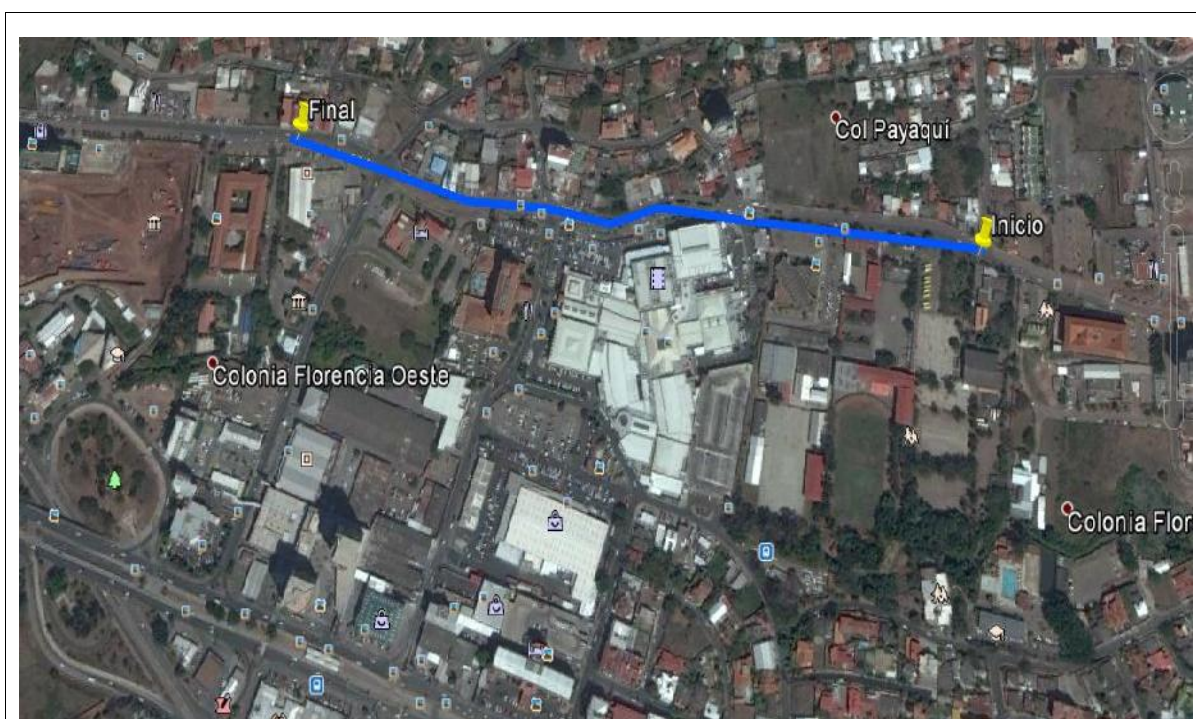 Final
Col Payaquí
Inicio
Colonia Florencia Oeste
Colonia Flor